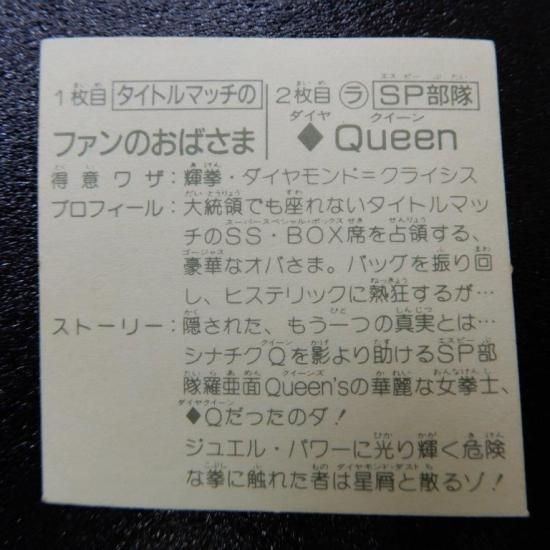 1枚目 タイトルマッチの
ファンのおばさま
2枚目 ラ SP部隊
◆Queen
得意ワザ：輝拳・ダイヤモンド＝クライシス
プロフィール：大統領でも座れないタイトルマッ
チのSS・BOX席を占領する、
豪華なオバさま。バッグを振り回
し、ヒステリックに熱狂するが…
ストーリー：隠された、もう一つの真実とは…
シナチクQを影より助けるSP部
隊羅亜面Queen'sの華麗な女拳士、
◆Qだったのダ！
ジュエル・パワーに光り輝く危険
な拳に触れた者は星屑と散るゾ！